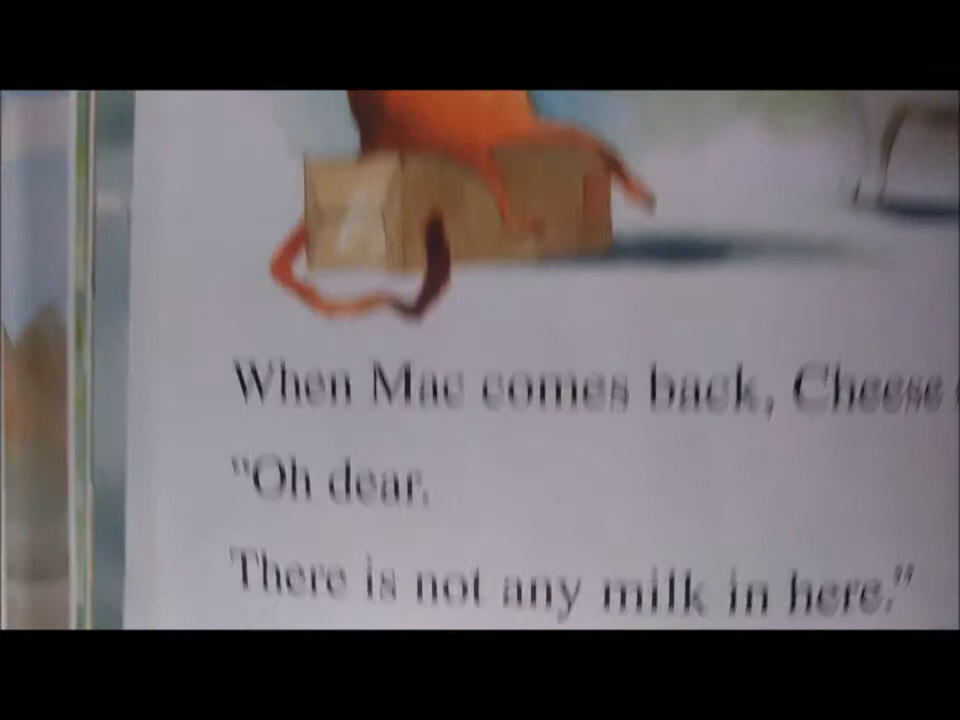 When Mac comes back, Cheese
"Oh dear.
There is not any milk in here."